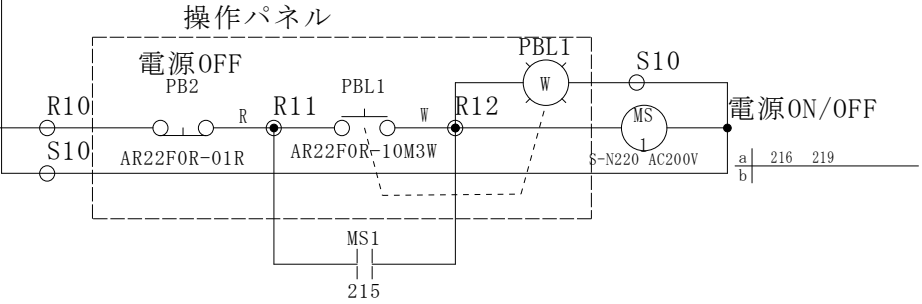 操作パネル
電源OFF
PB2
PBL1
PBL1
W
S10
R10
R
R11
W
R12
MS
1
電源ON/OFF
S10
AR22F0R-01R
AR22F0R-10M3W
S-N220 AC200V
a 216 219
b
MS1
215